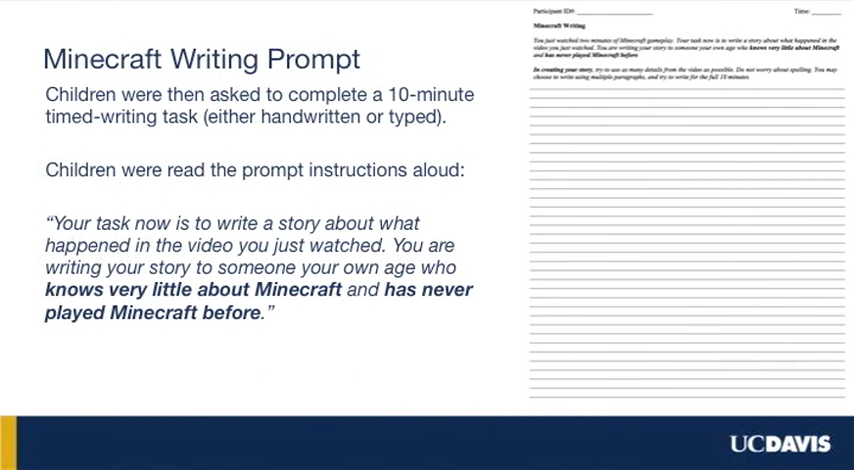 Minecraft Writing Prompt
Children were then asked to complete a 10-minute
timed-writing task (either handwritten or typed).
Children were read the prompt instructions aloud:
“Your task now is to write a story about what
happened in the video you just watched. You are
writing your story to someone your own age who
knows very little about Minecraft and has never
played Minecraft before.”
Participant ID#: Time:
Minecraft Writing
You just watched two minutes of Minecraft gameplay. Your task now is to write a story about what happened in the
video you just watched. You are writing your story to someone your own age who knows very little about Minecraft
and has never played Minecraft before.
In creating your story, try to use as many details from the video as possible. Do not worry about spelling. You may
choose to write using multiple paragraphs, and try to write for the full 10 minutes.
UCDAVIS